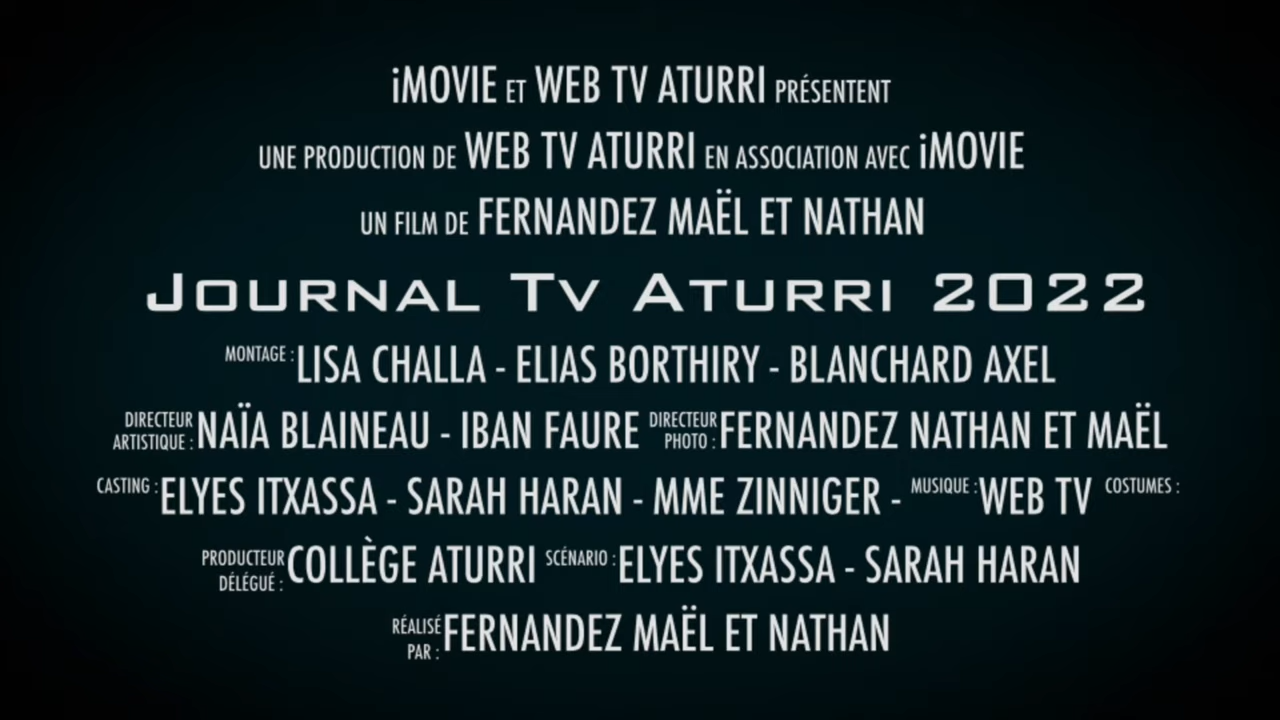 iMOVIE ET WEB TV ATURRI PRÉSENTENT
UNE PRODUCTION DE WEB TV ATURRI EN ASSOCIATION AVEC iMOVIE
UN FILM DE FERNANDEZ MAËL ET NATHAN
JOURNAL TV ATURRI 2022
MONTAGE : LISA CHALLA - ELIAS BORTHIRY - BLANCHARD AXEL
DIRECTEUR ARTISTIQUE : NAÏA BLAINEAU - IBAN FAURE DIRECTEUR PHOTO : FERNANDEZ NATHAN ET MAËL
CASTING : ELYES ITXASSA - SARAH HARAN - MME ZINNIGER - MUSIQUE : WEB TV COSTUMES :
PRODUCTEUR DÉLÉGUÉ : COLLÈGE ATURRI SCÉNARIO : ELYES ITXASSA - SARAH HARAN
RÉALISÉ PAR : FERNANDEZ MAËL ET NATHAN